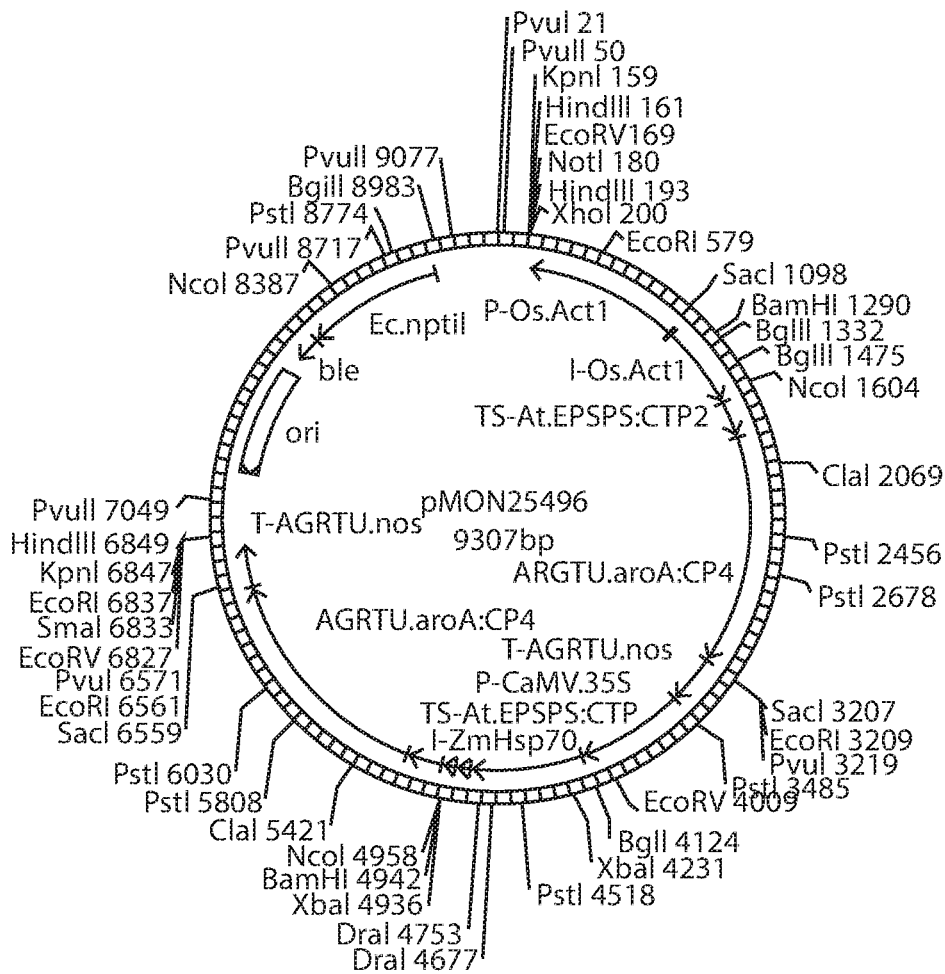 PvuI 21
PvuII 50
KpnI 159
HindIII 161
EcoRV169
NotI 180
HindIII 193
XhoI 200
EcoRI 579
SacI 1098
BamHI 1290
BglII 1332
BglII 1475
NcoI 1604
ClaI 2069
PstI 2456
PstI 2678
SacI 3207
EcoRI 3209
PvuI 3219
PstI 3485
EcoRV 4009
BglI 4124
XbaI 4231
PstI 4518
DraI 4677
DraI 4753
XbaI 4936
BamHI 4942
NcoI 4958
ClaI 5421
PstI 5808
PstI 6030
SacI 6559
EcoRI 6561
PvuI 6571
EcoRV 6827
SmaI 6833
EcoRI 6837
KpnI 6847
HindIII 6849
PvuII 7049
NcoI 8387
PvuII 8717
PstI 8774
BgiII 8983
PvuII 9077
P-Os.Act1
I-Os.Act1
TS-At.EPSPS:CTP2
ARGTU.aroA:CP4
T-AGRTU.nos
P-CaMV.35S
TS-At.EPSPS:CTP
I-ZmHsp70
AGRTU.aroA:CP4
T-AGRTU.nos
ori
ble
Ec.nptil
pMON25496
9307bp